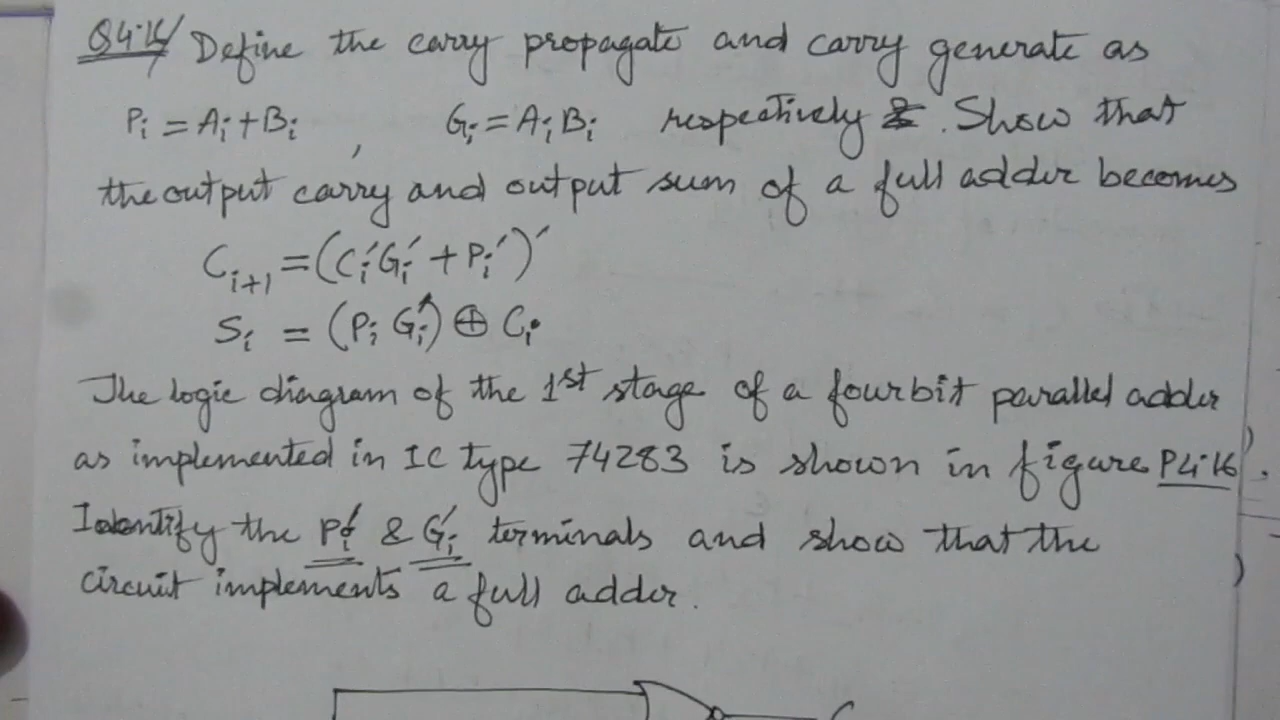 Q4.16/ Define the carry propagate and carry generate as
Pi = Ai + Bi , Gi = AiBi respectively & . Show that
the output carry and output sum of a full adder becomes
Ci+1 = (Ci'Gi' + Pi')'
Si = (Pi Gi') ⊕ Ci.
The logic diagram of the 1st stage of a four bit parallel adder
as implemented in IC type 74283 is shown in figure P4.16.
Identify the Pi' & Gi' terminals and show that the
circuit implements a full adder.